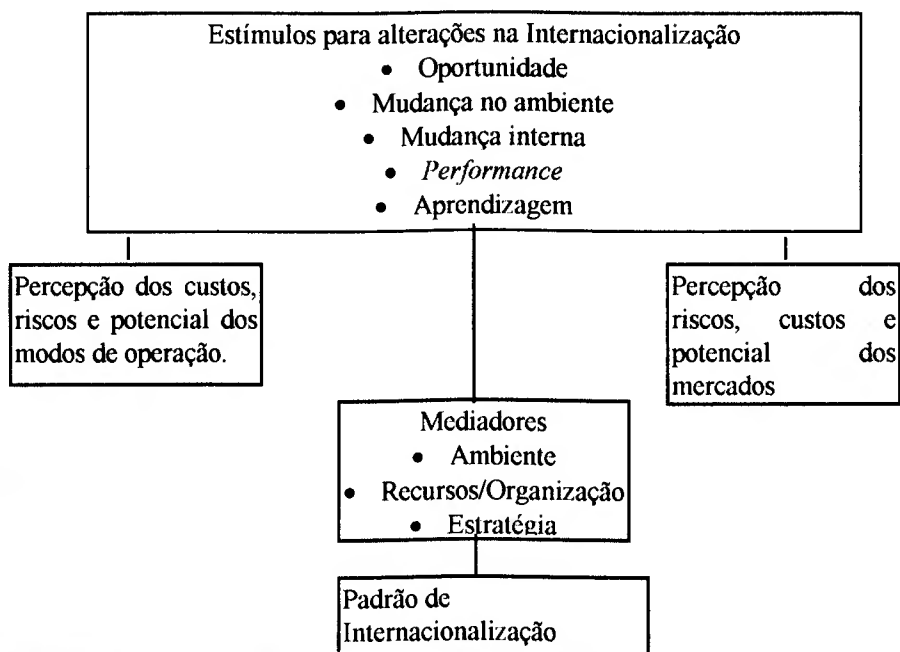 Estímulos para alterações na Internacionalização
• Oportunidade
• Mudança no ambiente
• Mudança interna
• Performance
• Aprendizagem
Percepção dos custos,
riscos e potencial dos
modos de operação.
Percepção dos
riscos, custos e
potencial dos
mercados
Mediadores
• Ambiente
• Recursos/Organização
• Estratégia
Padrão de
Internacionalização